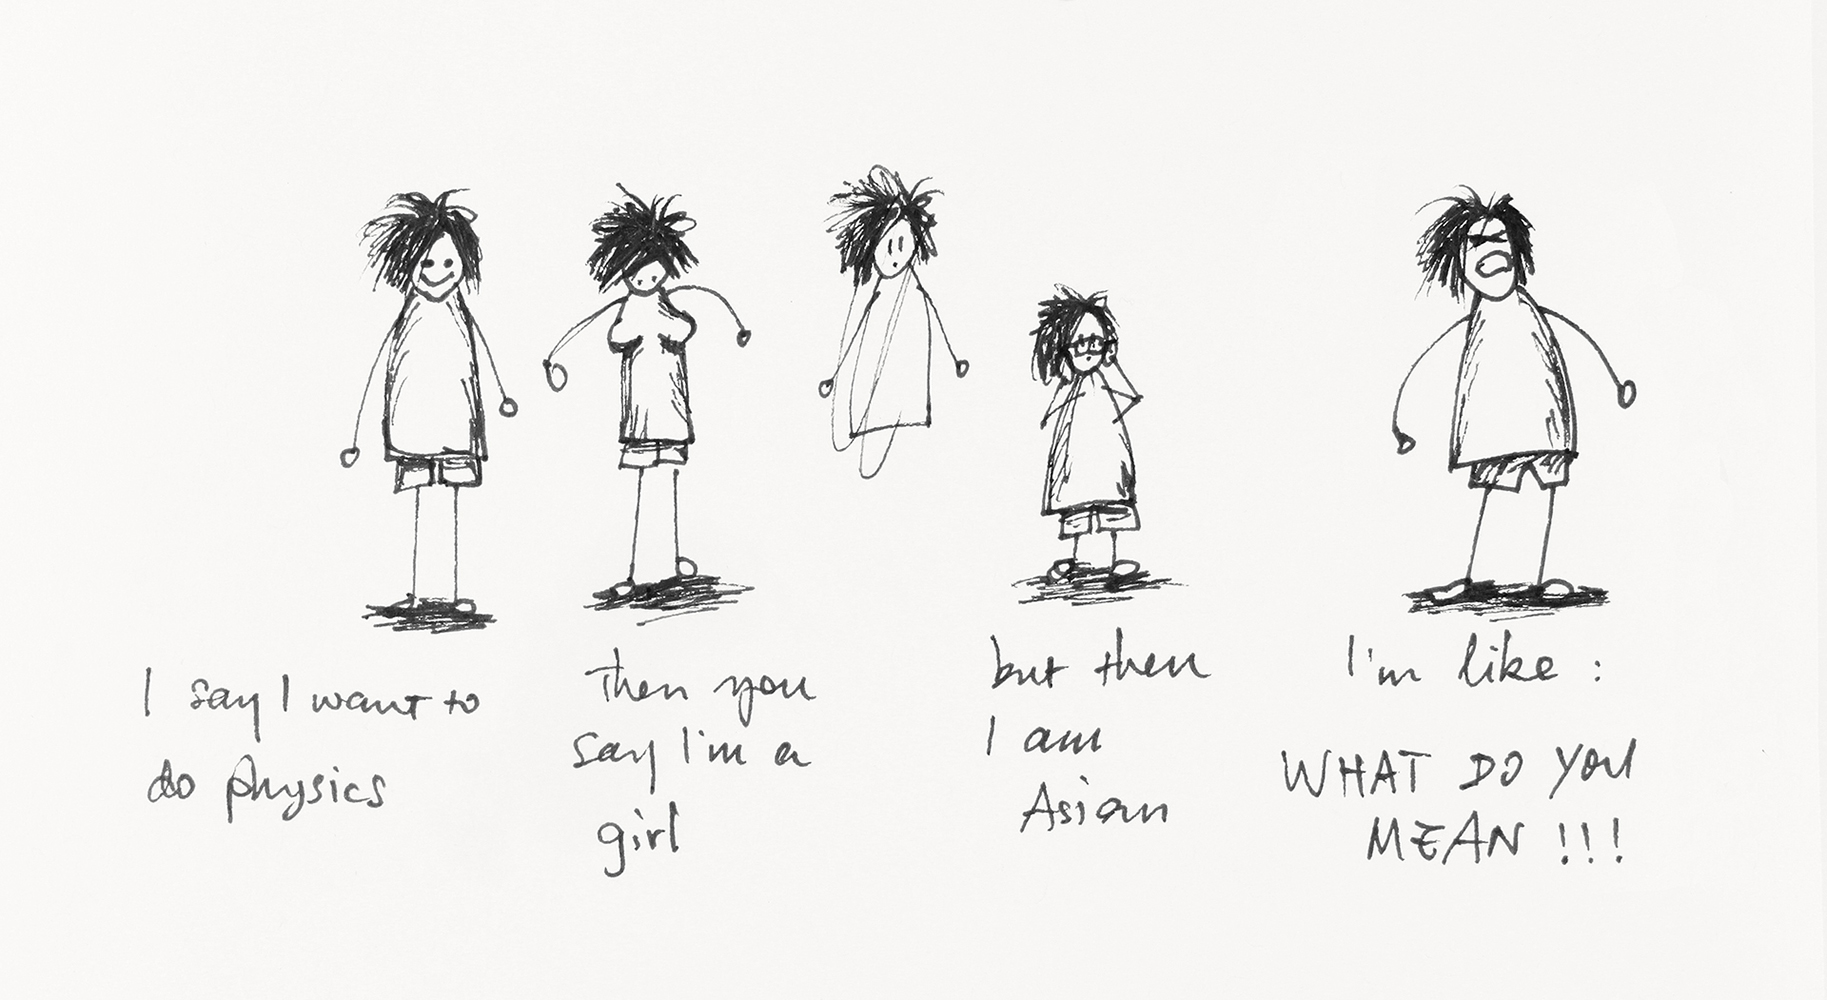 I say I want to
do physics
then you
say I'm a
girl
but then
I am
Asian
I'm like :
WHAT DO YOU
MEAN !!!